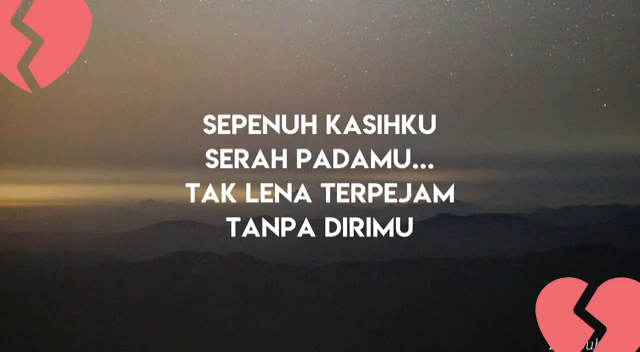 SEPENUH KASIHKU
SERAH PADAMU...
TAK LENA TERPEJAM
TANPA DIRIMU